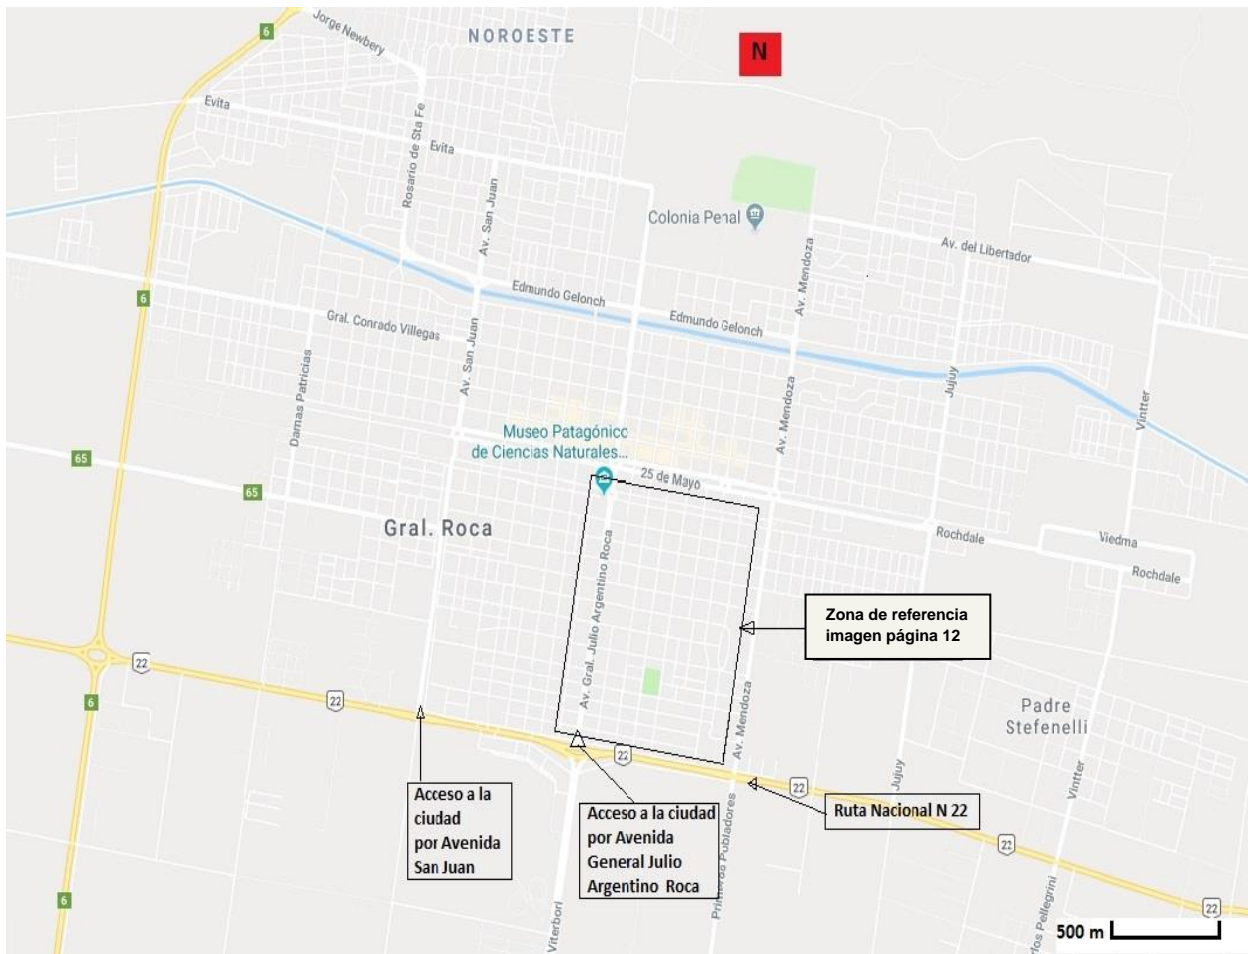 6
Jorge Newbery
NOROESTE
N
Evita
Rosario de Sta Fe
Evita
Av. San Juan
Colonia Penal
Av. del Libertador
Av. Mendoza
6
Edmundo Gelonch
Edmundo Gelonch
Gral. Conrado Villegas
Av. San Juan
Damas Patricias
Jujuy
Vintter
Av. Mendoza
Museo Patagónico
de Ciencias Naturales...
65
65
25 de Mayo
Gral. Roca
Rochdale
Viedma
Rochdale
Av. Gral. Julio Argentino Roca
Zona de referencia
imagen página 12
22
6
22
Av. Mendoza
Padre
Stefenelli
22
22
Jujuy
Vintter
Acceso a la
ciudad
por Avenida
San Juan
Acceso a la ciudad
por Avenida
General Julio
Argentino Roca
Ruta Nacional N 22
Primeros Pobladores
22
6
Viterbori
22
los Pellegrini
500 m